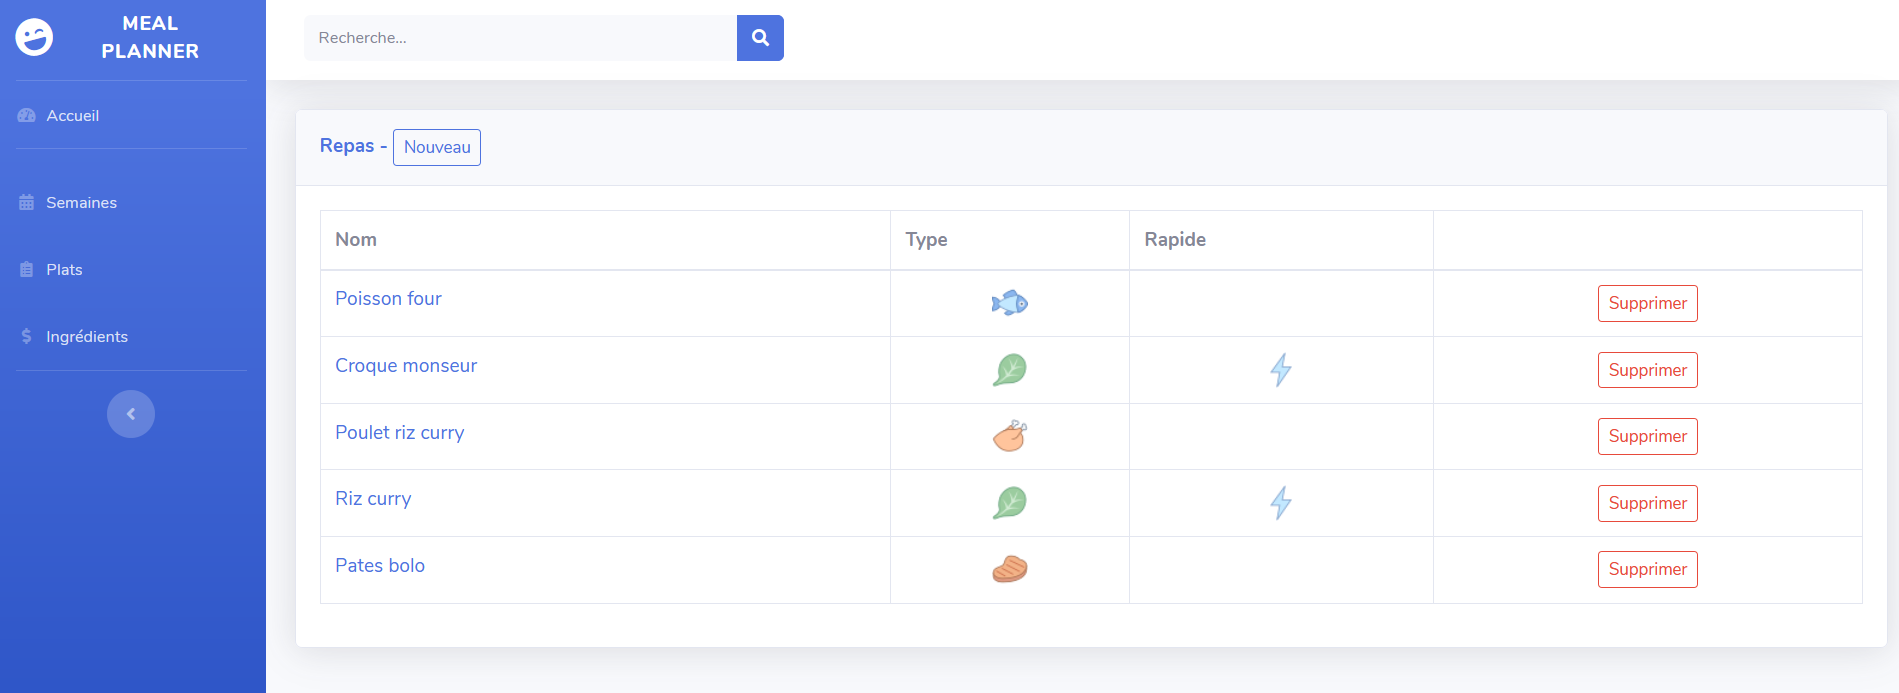 MEAL
PLANNER
Accueil
Semaines
Plats
Ingrédients
Recherche...
Repas - Nouveau
Nom Type Rapide
Poisson four Supprimer
Croque monseur Supprimer
Poulet riz curry Supprimer
Riz curry Supprimer
Pates bolo Supprimer